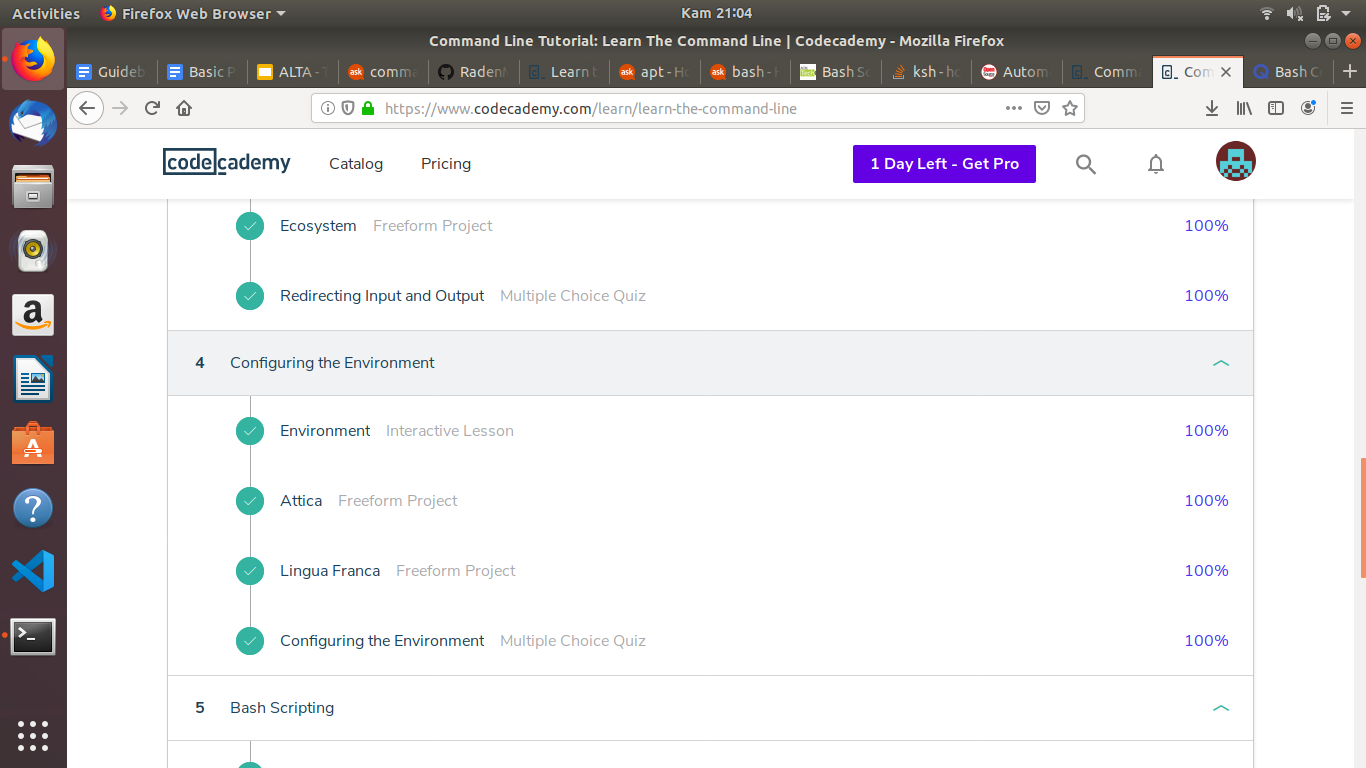 Activities Firefox Web Browser Kam 21:04
Command Line Tutorial: Learn The Command Line | Codecademy - Mozilla Firefox
Guideb Basic P ALTA - T comma RadenM Learn apt - Ho bash - Bash Sc ksh - ho Automa Comma Com Bash C
https://www.codecademy.com/learn/learn-the-command-line
codecademy Catalog Pricing 1 Day Left - Get Pro
Ecosystem Freeform Project 100%
Redirecting Input and Output Multiple Choice Quiz 100%
4 Configuring the Environment
Environment Interactive Lesson 100%
Attica Freeform Project 100%
Lingua Franca Freeform Project 100%
Configuring the Environment Multiple Choice Quiz 100%
5 Bash Scripting